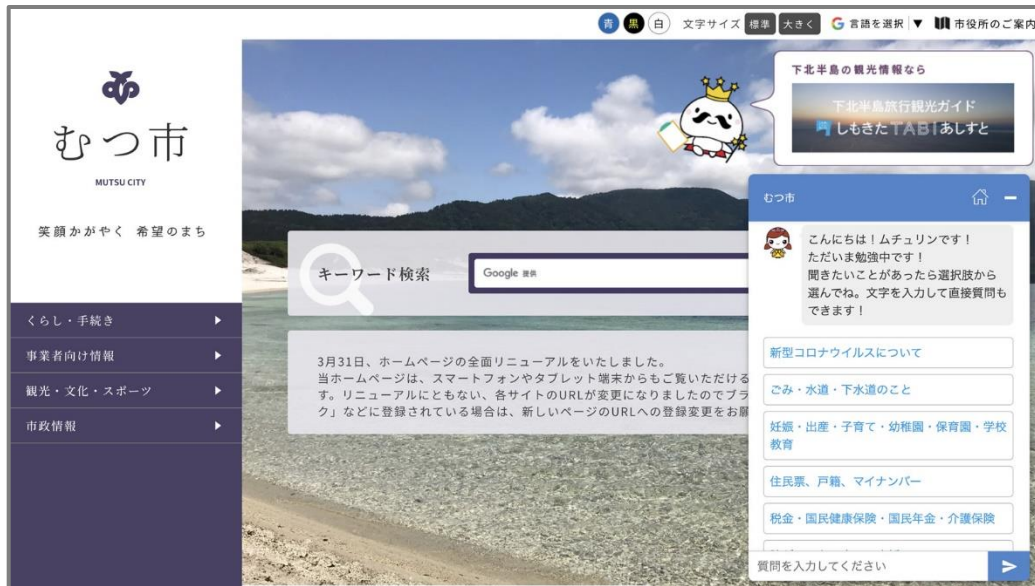 青 黒 白 文字サイズ 標準 大きく G 言語を選択 ▼ 市役所のご案内
むつ市
MUTSU CITY
笑顔かがやく 希望のまち
くらし・手続き
事業者向け情報
観光・文化・スポーツ
市政情報
下北半島の観光情報なら
下北半島旅行観光ガイド
しもきたTABIあしすと
キーワード検索
Google 提供
3月31日、ホームページの全面リニューアルをいたしました。
当ホームページは、スマートフォンやタブレット端末からもご覧いただける
す。リニューアルにともない、各サイトのURLが変更になりましたのでブラ
ク」などに登録されている場合は、新しいページのURLへの登録変更をお願
むつ市
こんにちは！ムチュリンです！
ただいま勉強中です！
聞きたいことがあったら選択肢から
選んでね。文字を入力して直接質問も
できます！
新型コロナウイルスについて
ごみ・水道・下水道のこと
妊娠・出産・子育て・幼稚園・保育園・学校
教育
住民票、戸籍、マイナンバー
税金・国民健康保険・国民年金・介護保険
質問を入力してください